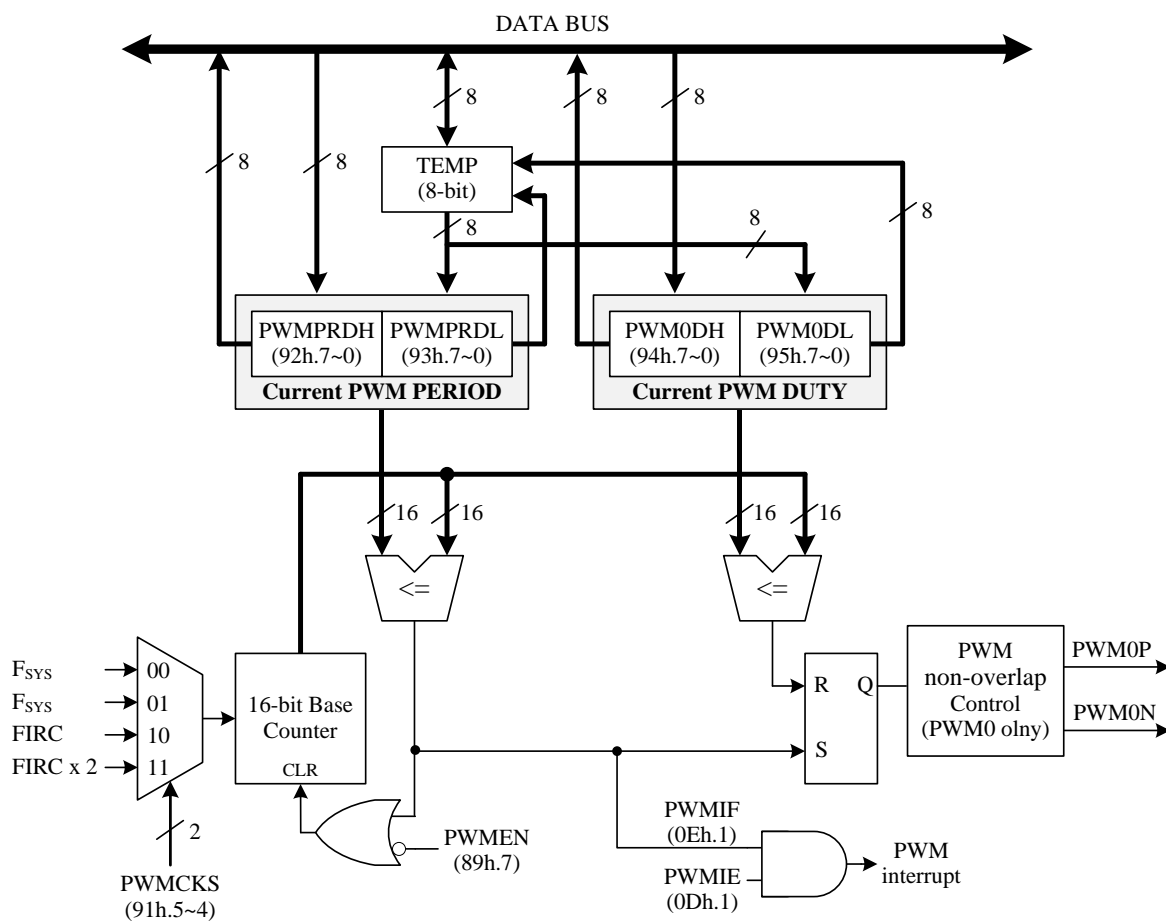 DATA BUS
8
8
8
8
8
8
8
8
TEMP
(8-bit)
PWMPRDH
(92h.7~0)
PWMPRDL
(93h.7~0)
Current PWM PERIOD
PWM0DH
(94h.7~0)
PWM0DL
(95h.7~0)
Current PWM DUTY
16
16
16
16
<=
<=
FSYS
FSYS
FIRC
FIRC x 2
00
01
10
11
2
PWMCKS
(91h.5~4)
16-bit Base
Counter
CLR
PWMEN
(89h.7)
R
Q
S
PWM
non-overlap
Control
(PWM0 olny)
PWM0P
PWM0N
PWMIF
(0Eh.1)
PWMIE
(0Dh.1)
PWM
interrupt